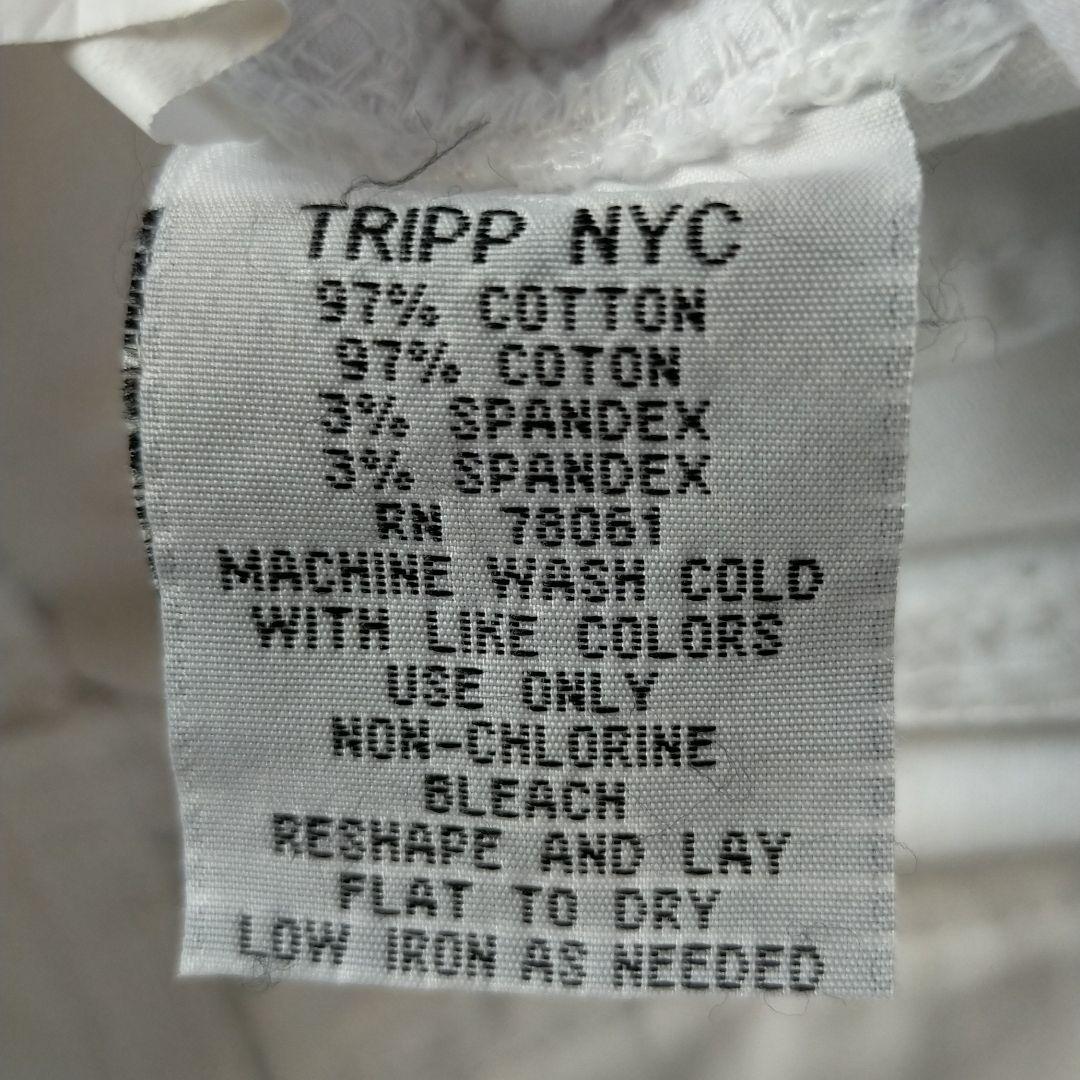 TRIPP NYC
97% COTTON
97% COTON
3% SPANDEX
3% SPANDEX
RN 78061
MACHINE WASH COLD
WITH LIKE COLORS
USE ONLY
NON-CHLORINE
BLEACH
RESHAPE AND LAY
FLAT TO DRY
LOW IRON AS NEEDED